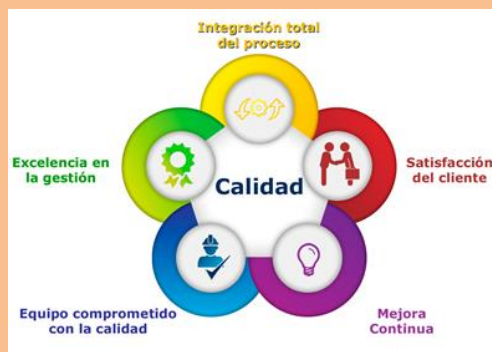 Integración total
del proceso
Excelencia en
la gestión
Calidad
Satisfacción
del cliente
Equipo comprometido
con la calidad
Mejora
Continua